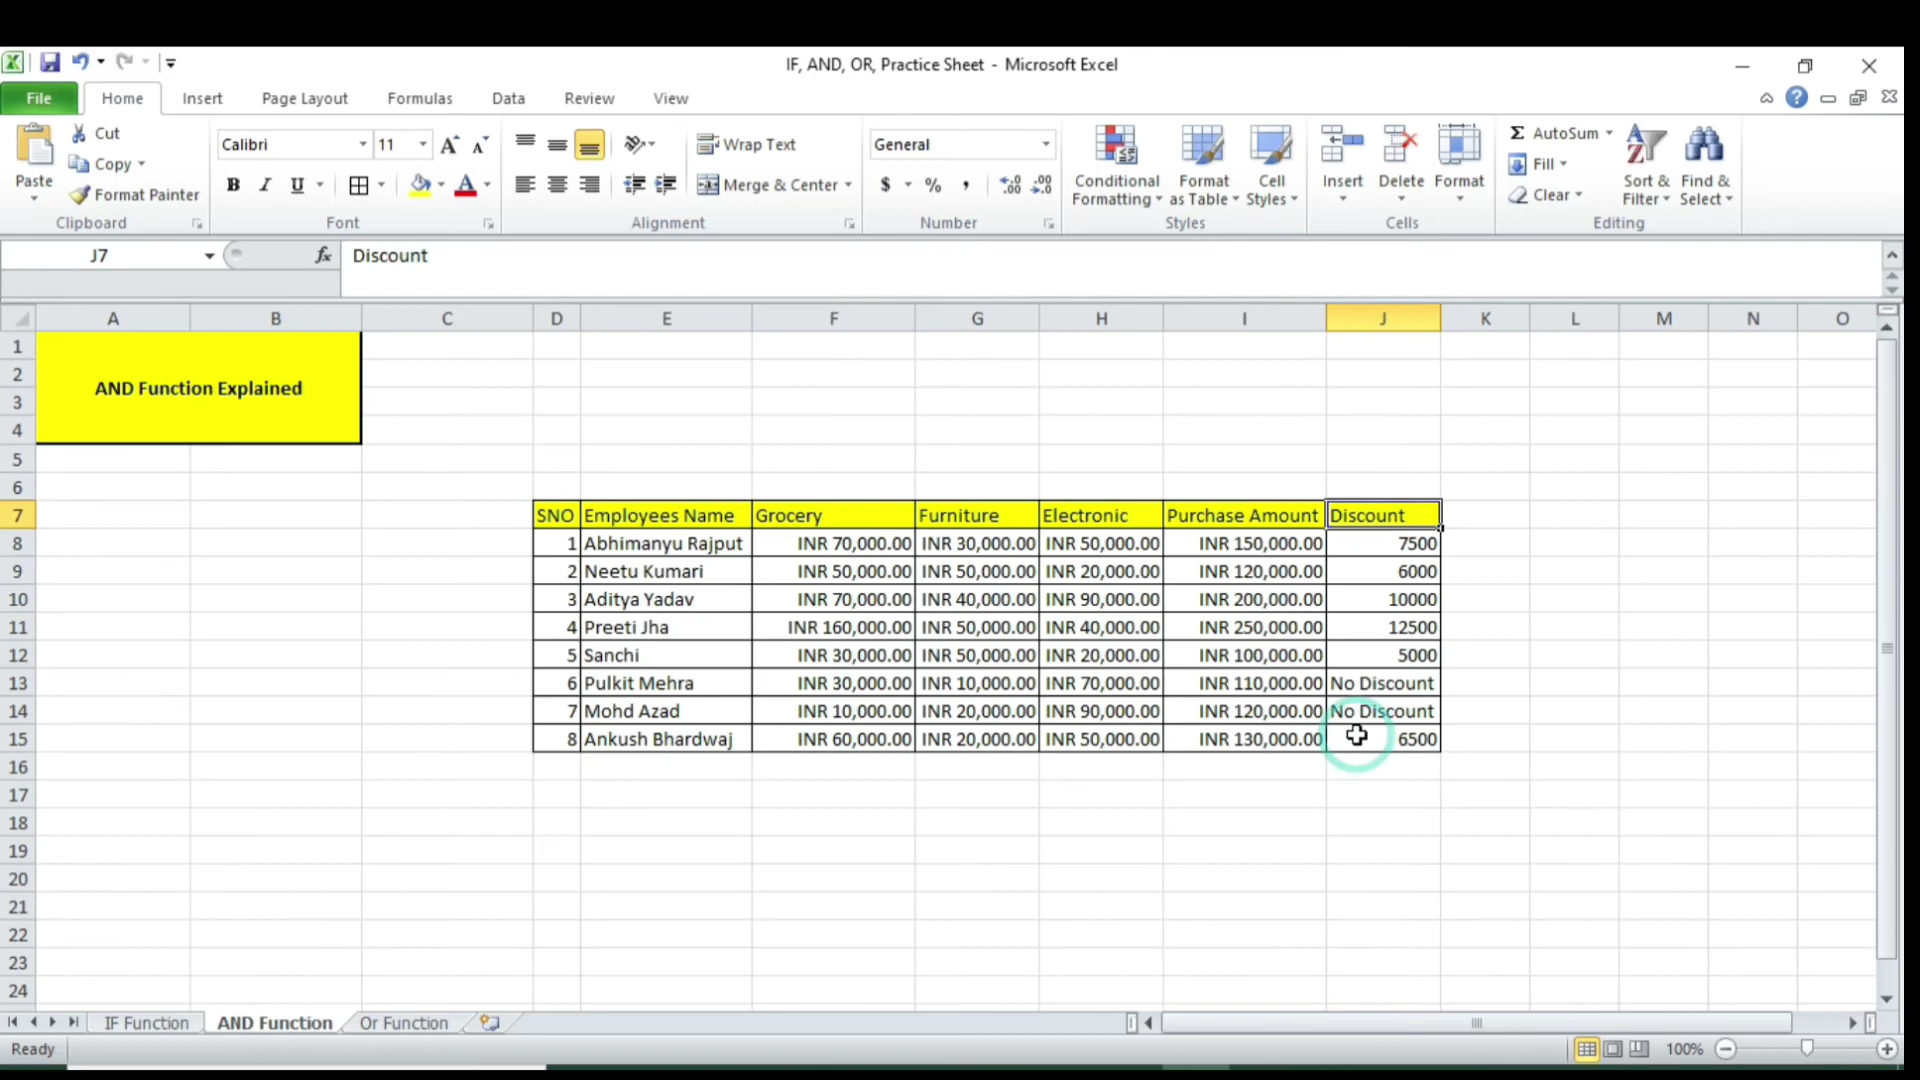 IF, AND, OR, Practice Sheet - Microsoft Excel
File Home Insert Page Layout Formulas Data Review View
Paste Cut Copy Format Painter Clipboard
Calibri 11 B I U A Font
Wrap Text Merge & Center Alignment
General $ % , Number
Conditional Formatting Format as Table Cell Styles Styles
Insert Delete Format Cells
Σ AutoSum Fill Clear Sort & Filter Find & Select Editing
J7 fx Discount
A B C D E F G H I J K L M N O
1
2
AND Function Explained
3
4
5
6
7 SNO Employees Name Grocery Furniture Electronic Purchase Amount Discount
8 1 Abhimanyu Rajput INR 70,000.00 INR 30,000.00 INR 50,000.00 INR 150,000.00 7500
9 2 Neetu Kumari INR 50,000.00 INR 50,000.00 INR 20,000.00 INR 120,000.00 6000
10 3 Aditya Yadav INR 70,000.00 INR 40,000.00 INR 90,000.00 INR 200,000.00 10000
11 4 Preeti Jha INR 160,000.00 INR 50,000.00 INR 40,000.00 INR 250,000.00 12500
12 5 Sanchi INR 30,000.00 INR 50,000.00 INR 20,000.00 INR 100,000.00 5000
13 6 Pulkit Mehra INR 30,000.00 INR 10,000.00 INR 70,000.00 INR 110,000.00 No Discount
14 7 Mohd Azad INR 10,000.00 INR 20,000.00 INR 90,000.00 INR 120,000.00 No Discount
15 8 Ankush Bhardwaj INR 60,000.00 INR 20,000.00 INR 50,000.00 INR 130,000.00 6500
16
17
18
19
20
21
22
23
24
IF Function AND Function Or Function
Ready 100%